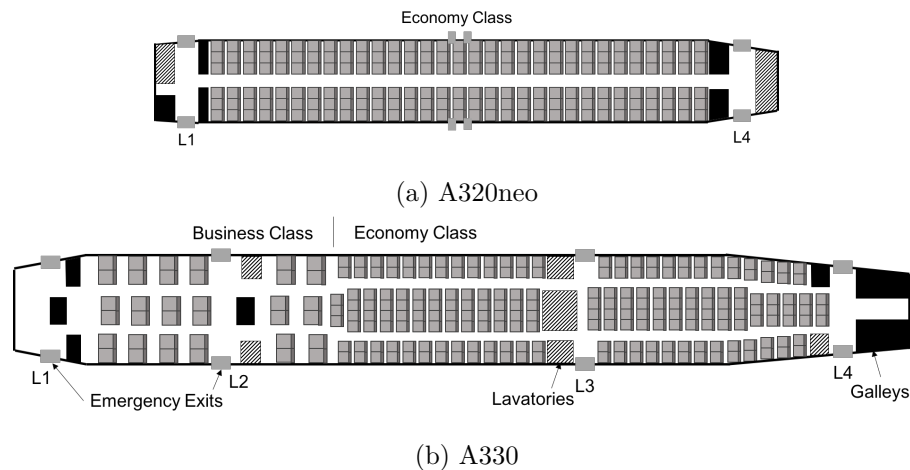 Economy Class
L1
L4
(a) A320neo
Business Class
Economy Class
L1
L2
L3
L4
Emergency Exits
Lavatories
Galleys
(b) A330